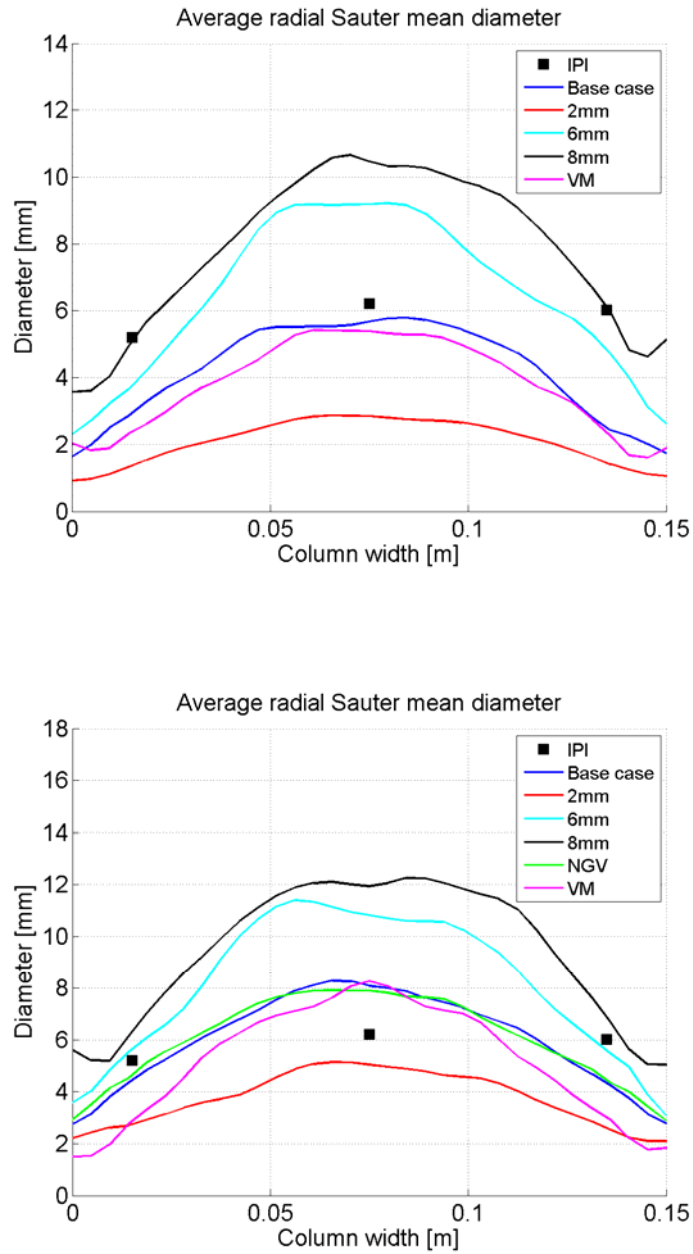 Average radial Sauter mean diameter
14
12
10
8
6
4
2
0
Diameter [mm]
IPI
Base case
2mm
6mm
8mm
VM
0 0.05 0.1 0.15
Column width [m]
Average radial Sauter mean diameter
18
16
14
12
10
8
6
4
2
0
Diameter [mm]
IPI
Base case
2mm
6mm
8mm
NGV
VM
0 0.05 0.1 0.15
Column width [m]